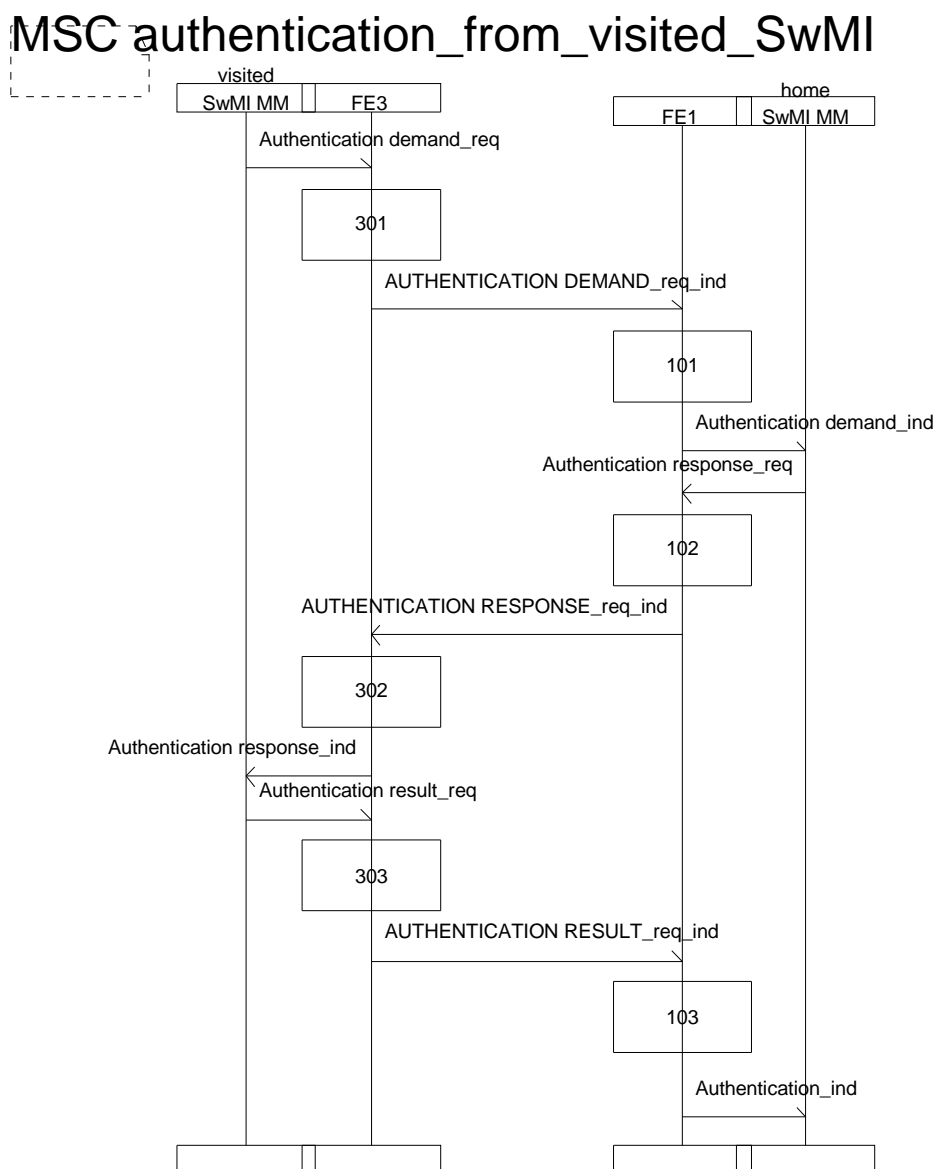 MSC authentication_from_visited_SwMI
visited
SwMI MM
FE3
home
FE1
SwMI MM
Authentication demand_req
301
AUTHENTICATION DEMAND_req_ind
101
Authentication demand_ind
Authentication response_req
102
AUTHENTICATION RESPONSE_req_ind
302
Authentication response_ind
Authentication result_req
303
AUTHENTICATION RESULT_req_ind
103
Authentication_ind